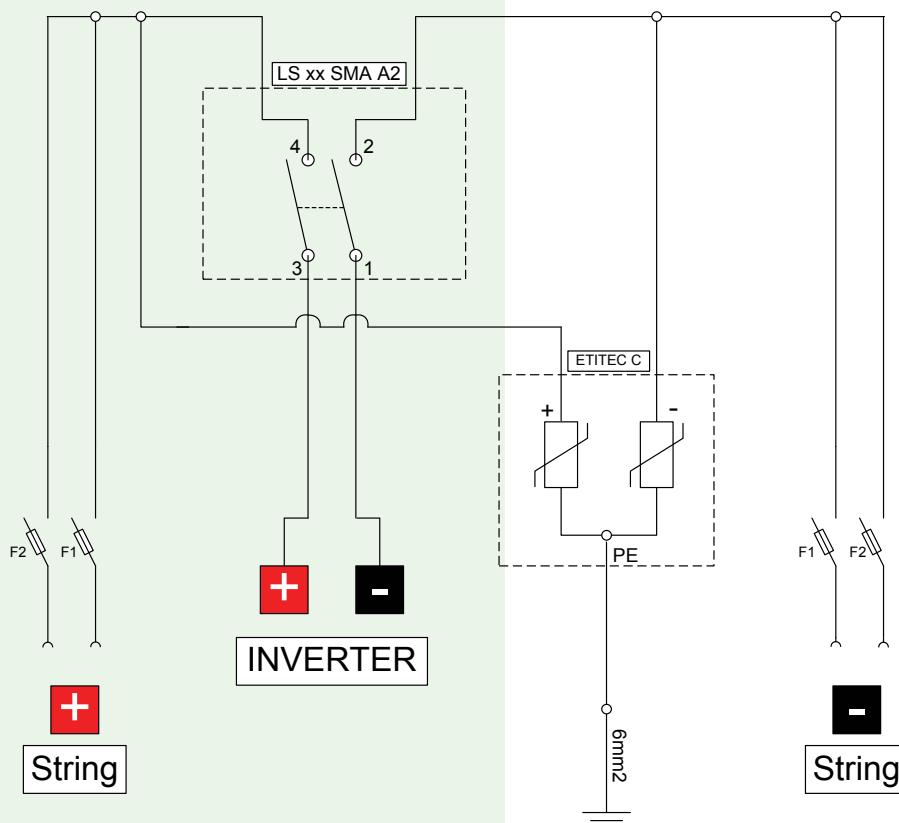 LS xx SMA A2
4 2
3 1
ETITEC C
+ -
F2 F1
F1 F2
PE
+ -
INVERTER
6mm2
+
String
-
String